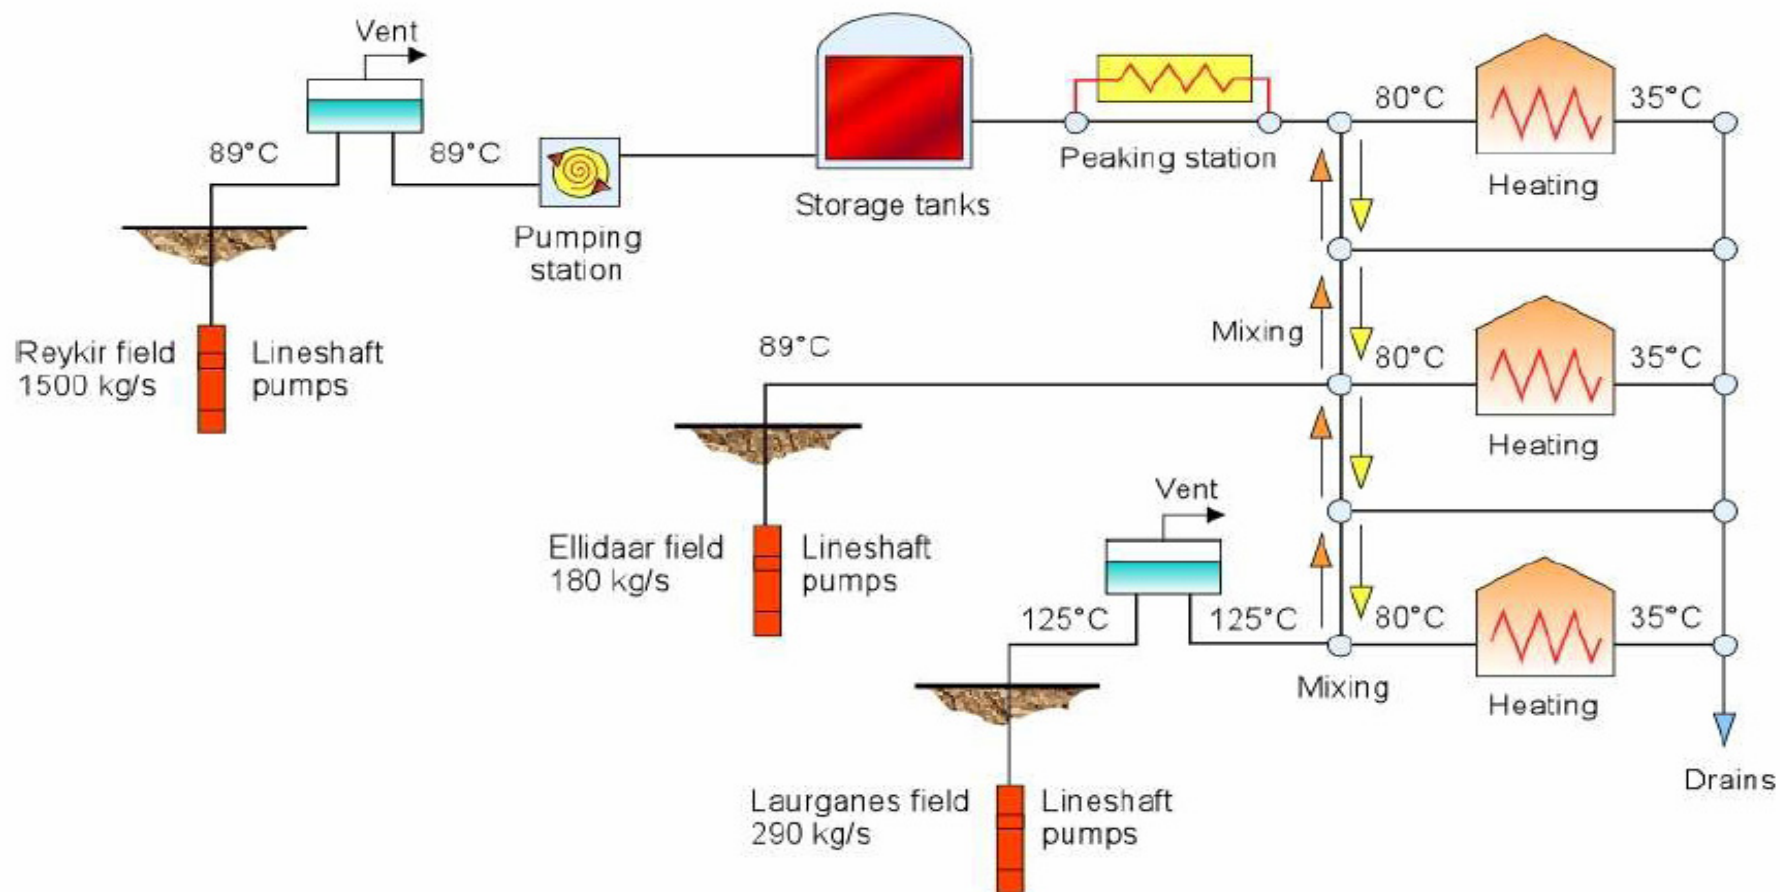 Vent
89°C
89°C
Pumping
station
Storage tanks
Peaking station
80°C
35°C
Heating
Reykir field
1500 kg/s
Lineshaft
pumps
Mixing
89°C
80°C
35°C
Heating
Ellidaar field
180 kg/s
Lineshaft
pumps
Vent
125°C
125°C
80°C
35°C
Mixing
Heating
Laurganes field
290 kg/s
Lineshaft
pumps
Drains